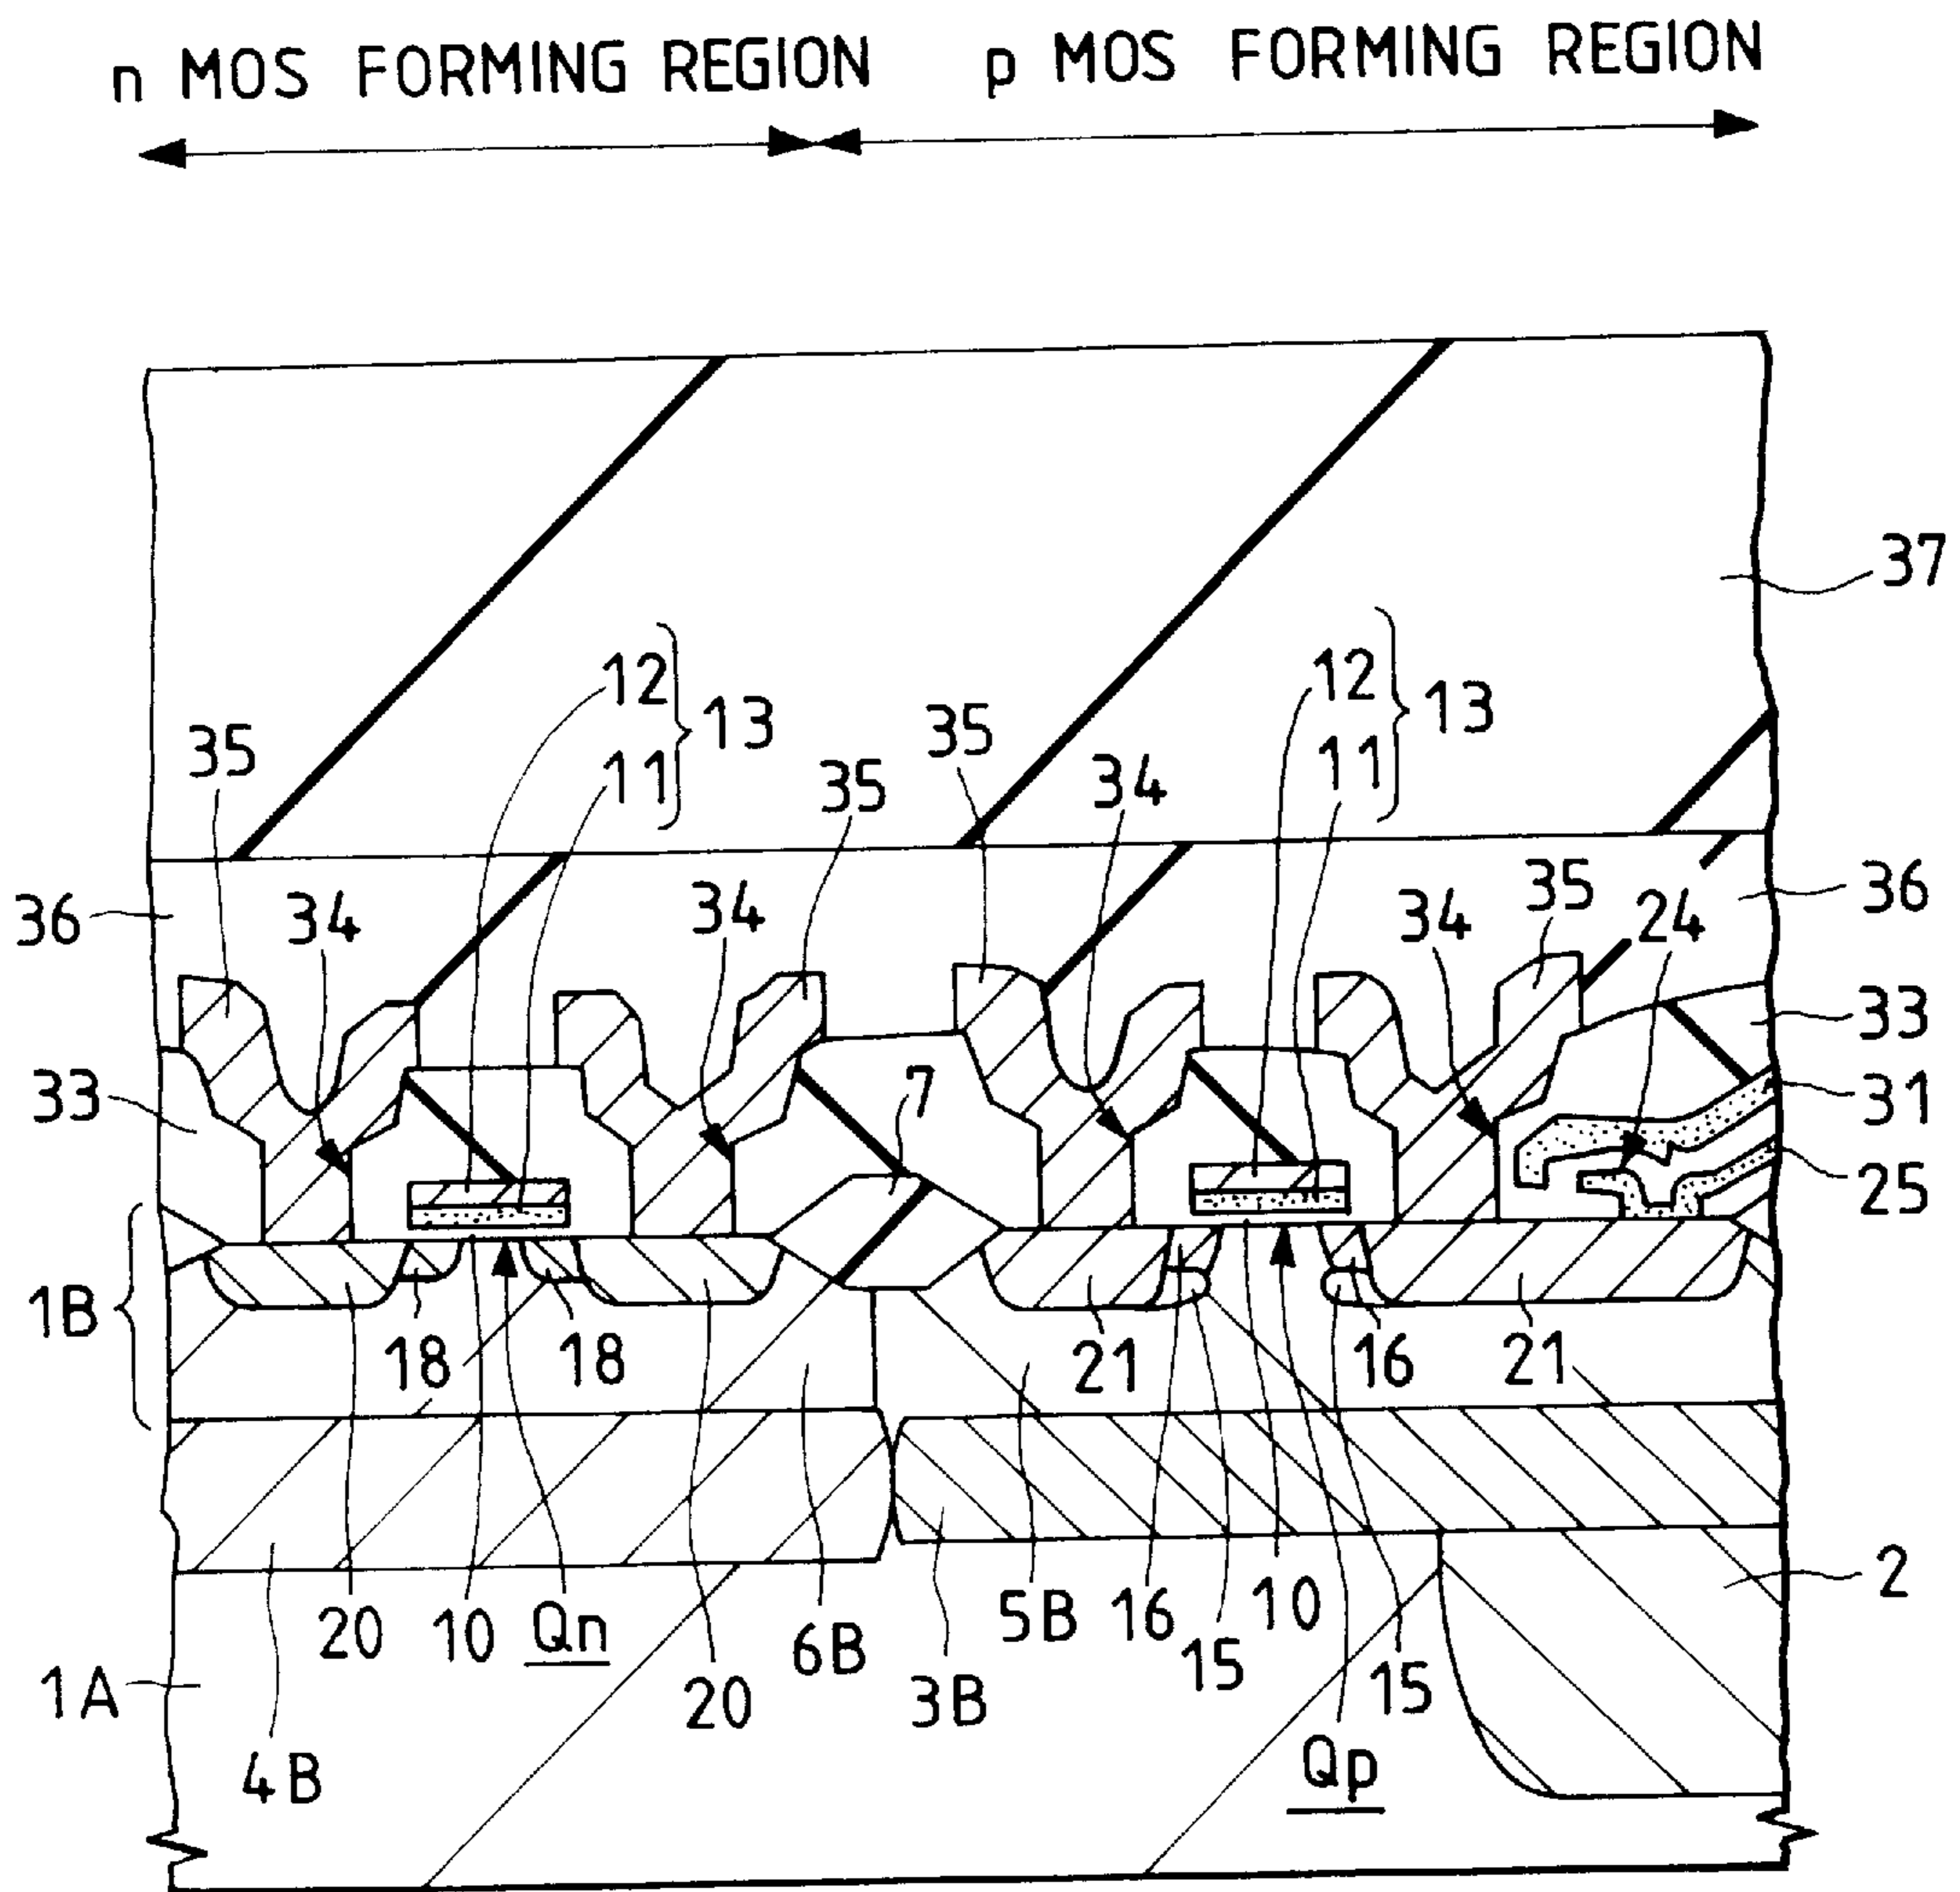 n MOS FORMING REGION p MOS FORMING REGION
37
12 13 12 13
11 11
35 35 35 34
36 34 34 34 35 24 36
33 7 33
31
25
1B
18 18 21 16 21
2
20 10 Qn 6B 5B 16 10
1A 20 3B 15 15
4B Qp